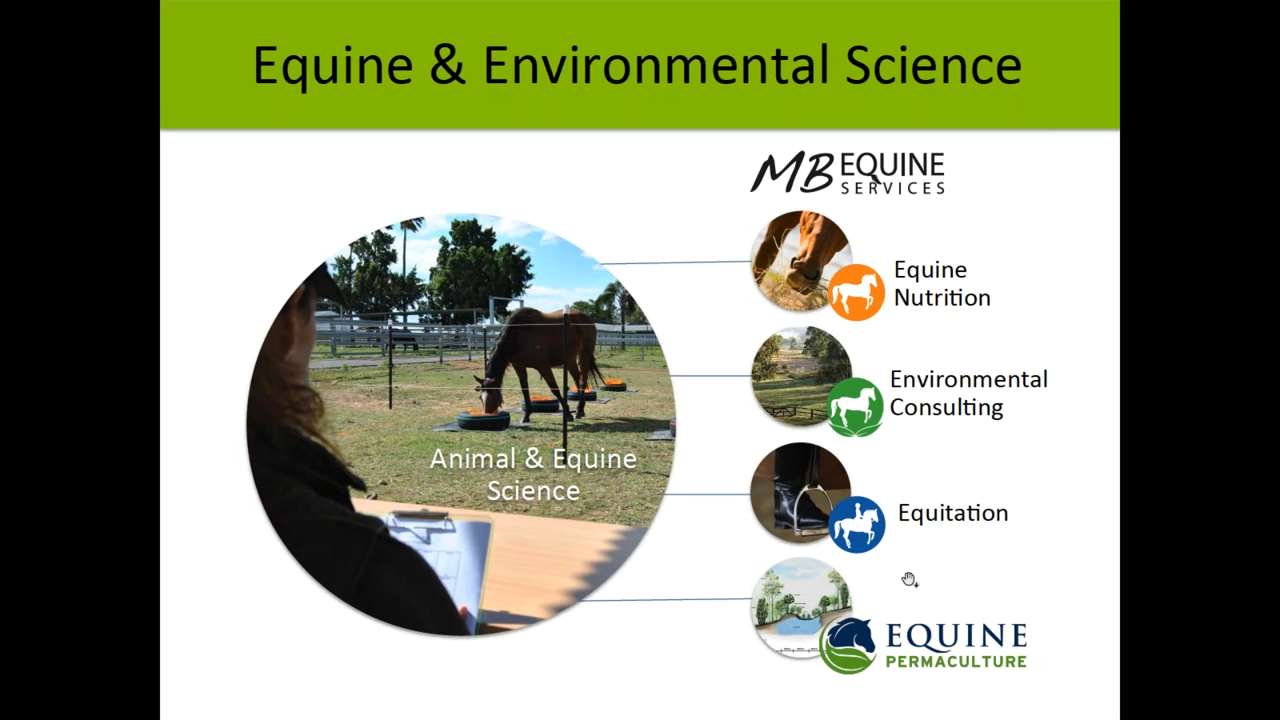 Equine & Environmental Science
MB EQUINE
SERVICES
Equine
Nutrition
Environmental
Consulting
Animal & Equine
Science
Equitation
EQUINE
PERMACULTURE